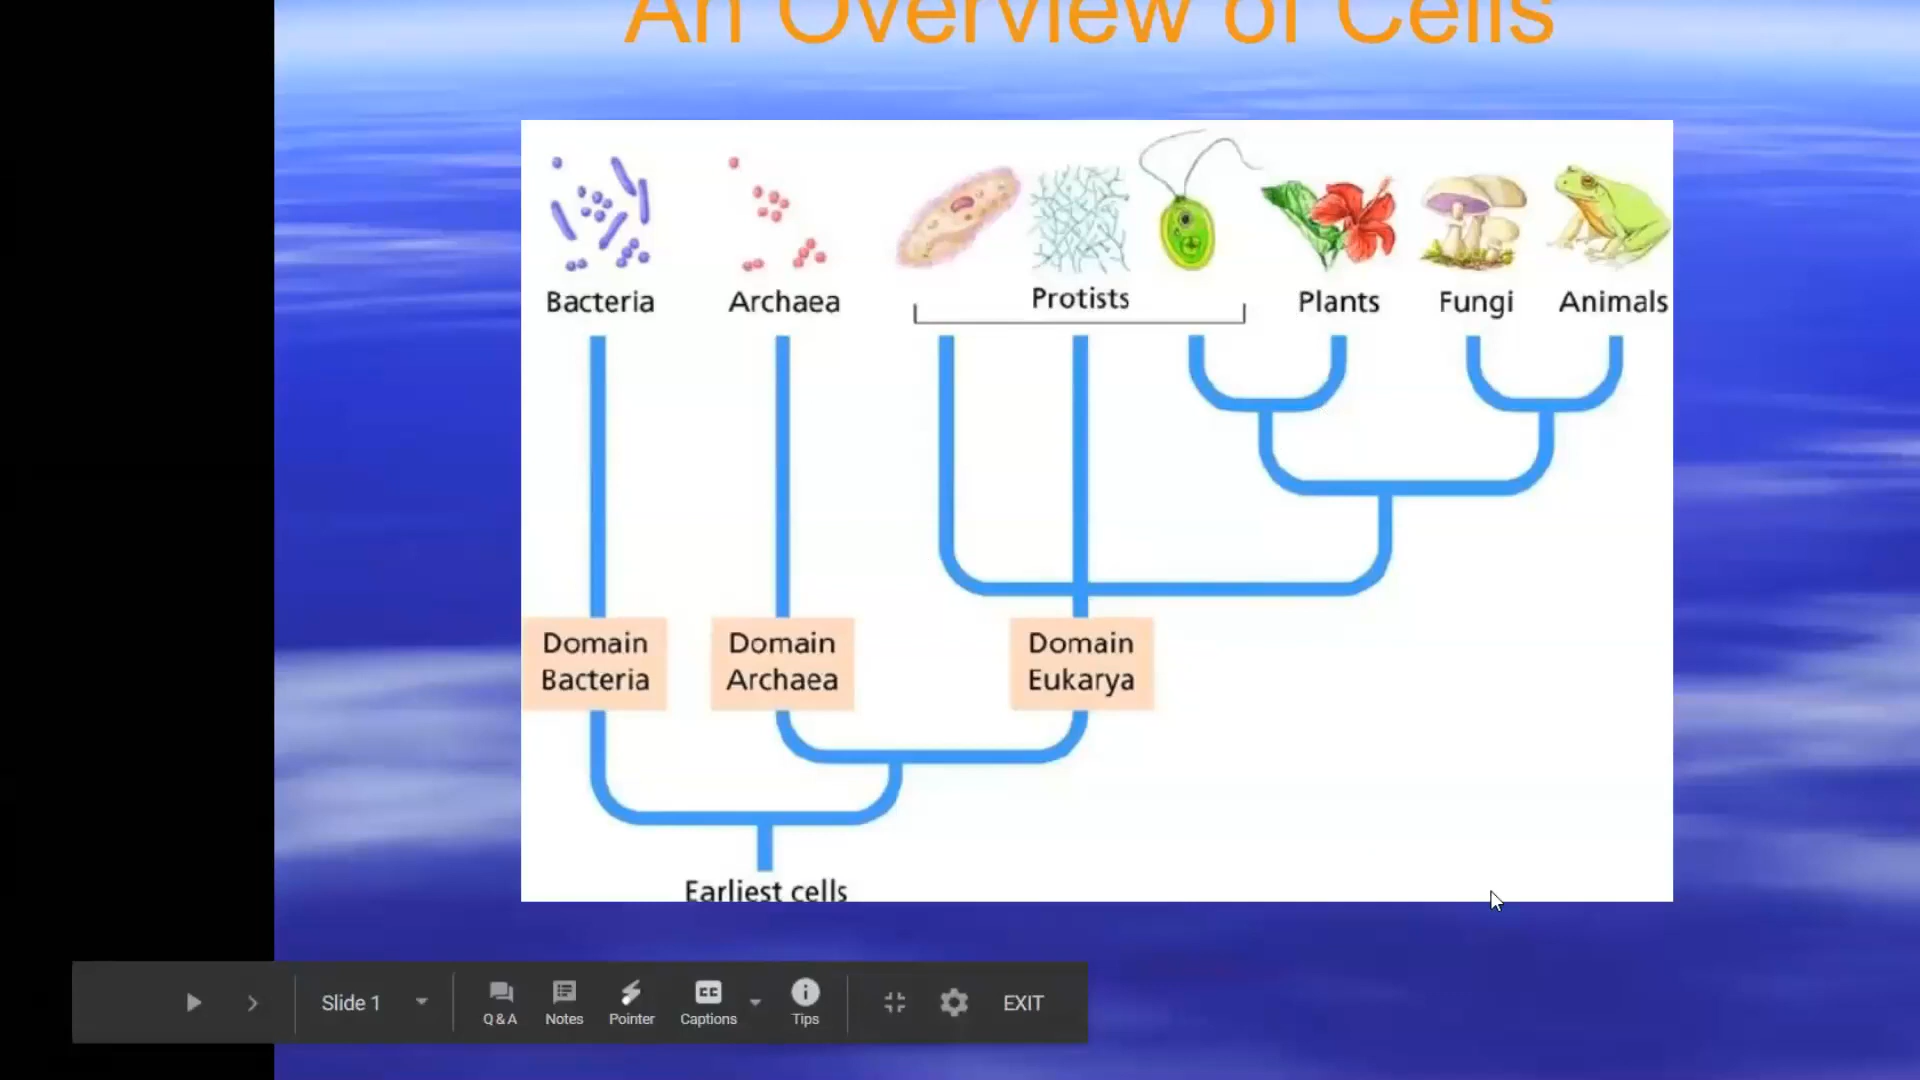 An Overview of Cells
Bacteria
Archaea
Protists
Plants
Fungi
Animals
Domain
Bacteria
Domain
Archaea
Domain
Eukarya
Earliest cells
Slide 1
Q&A
Notes
Pointer
CC
Captions
Tips
EXIT